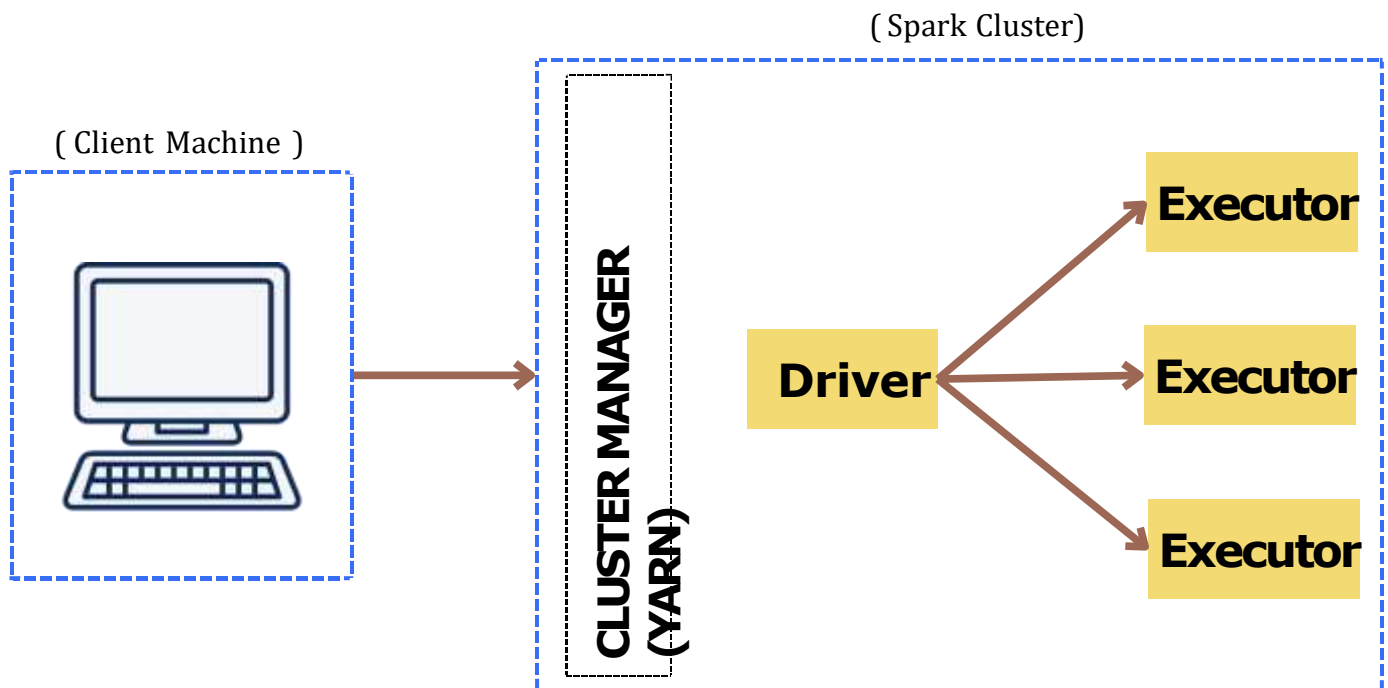 ( Spark Cluster)
( Client Machine )
CLUSTER MANAGER
(YARN)
Driver
Executor
Executor
Executor